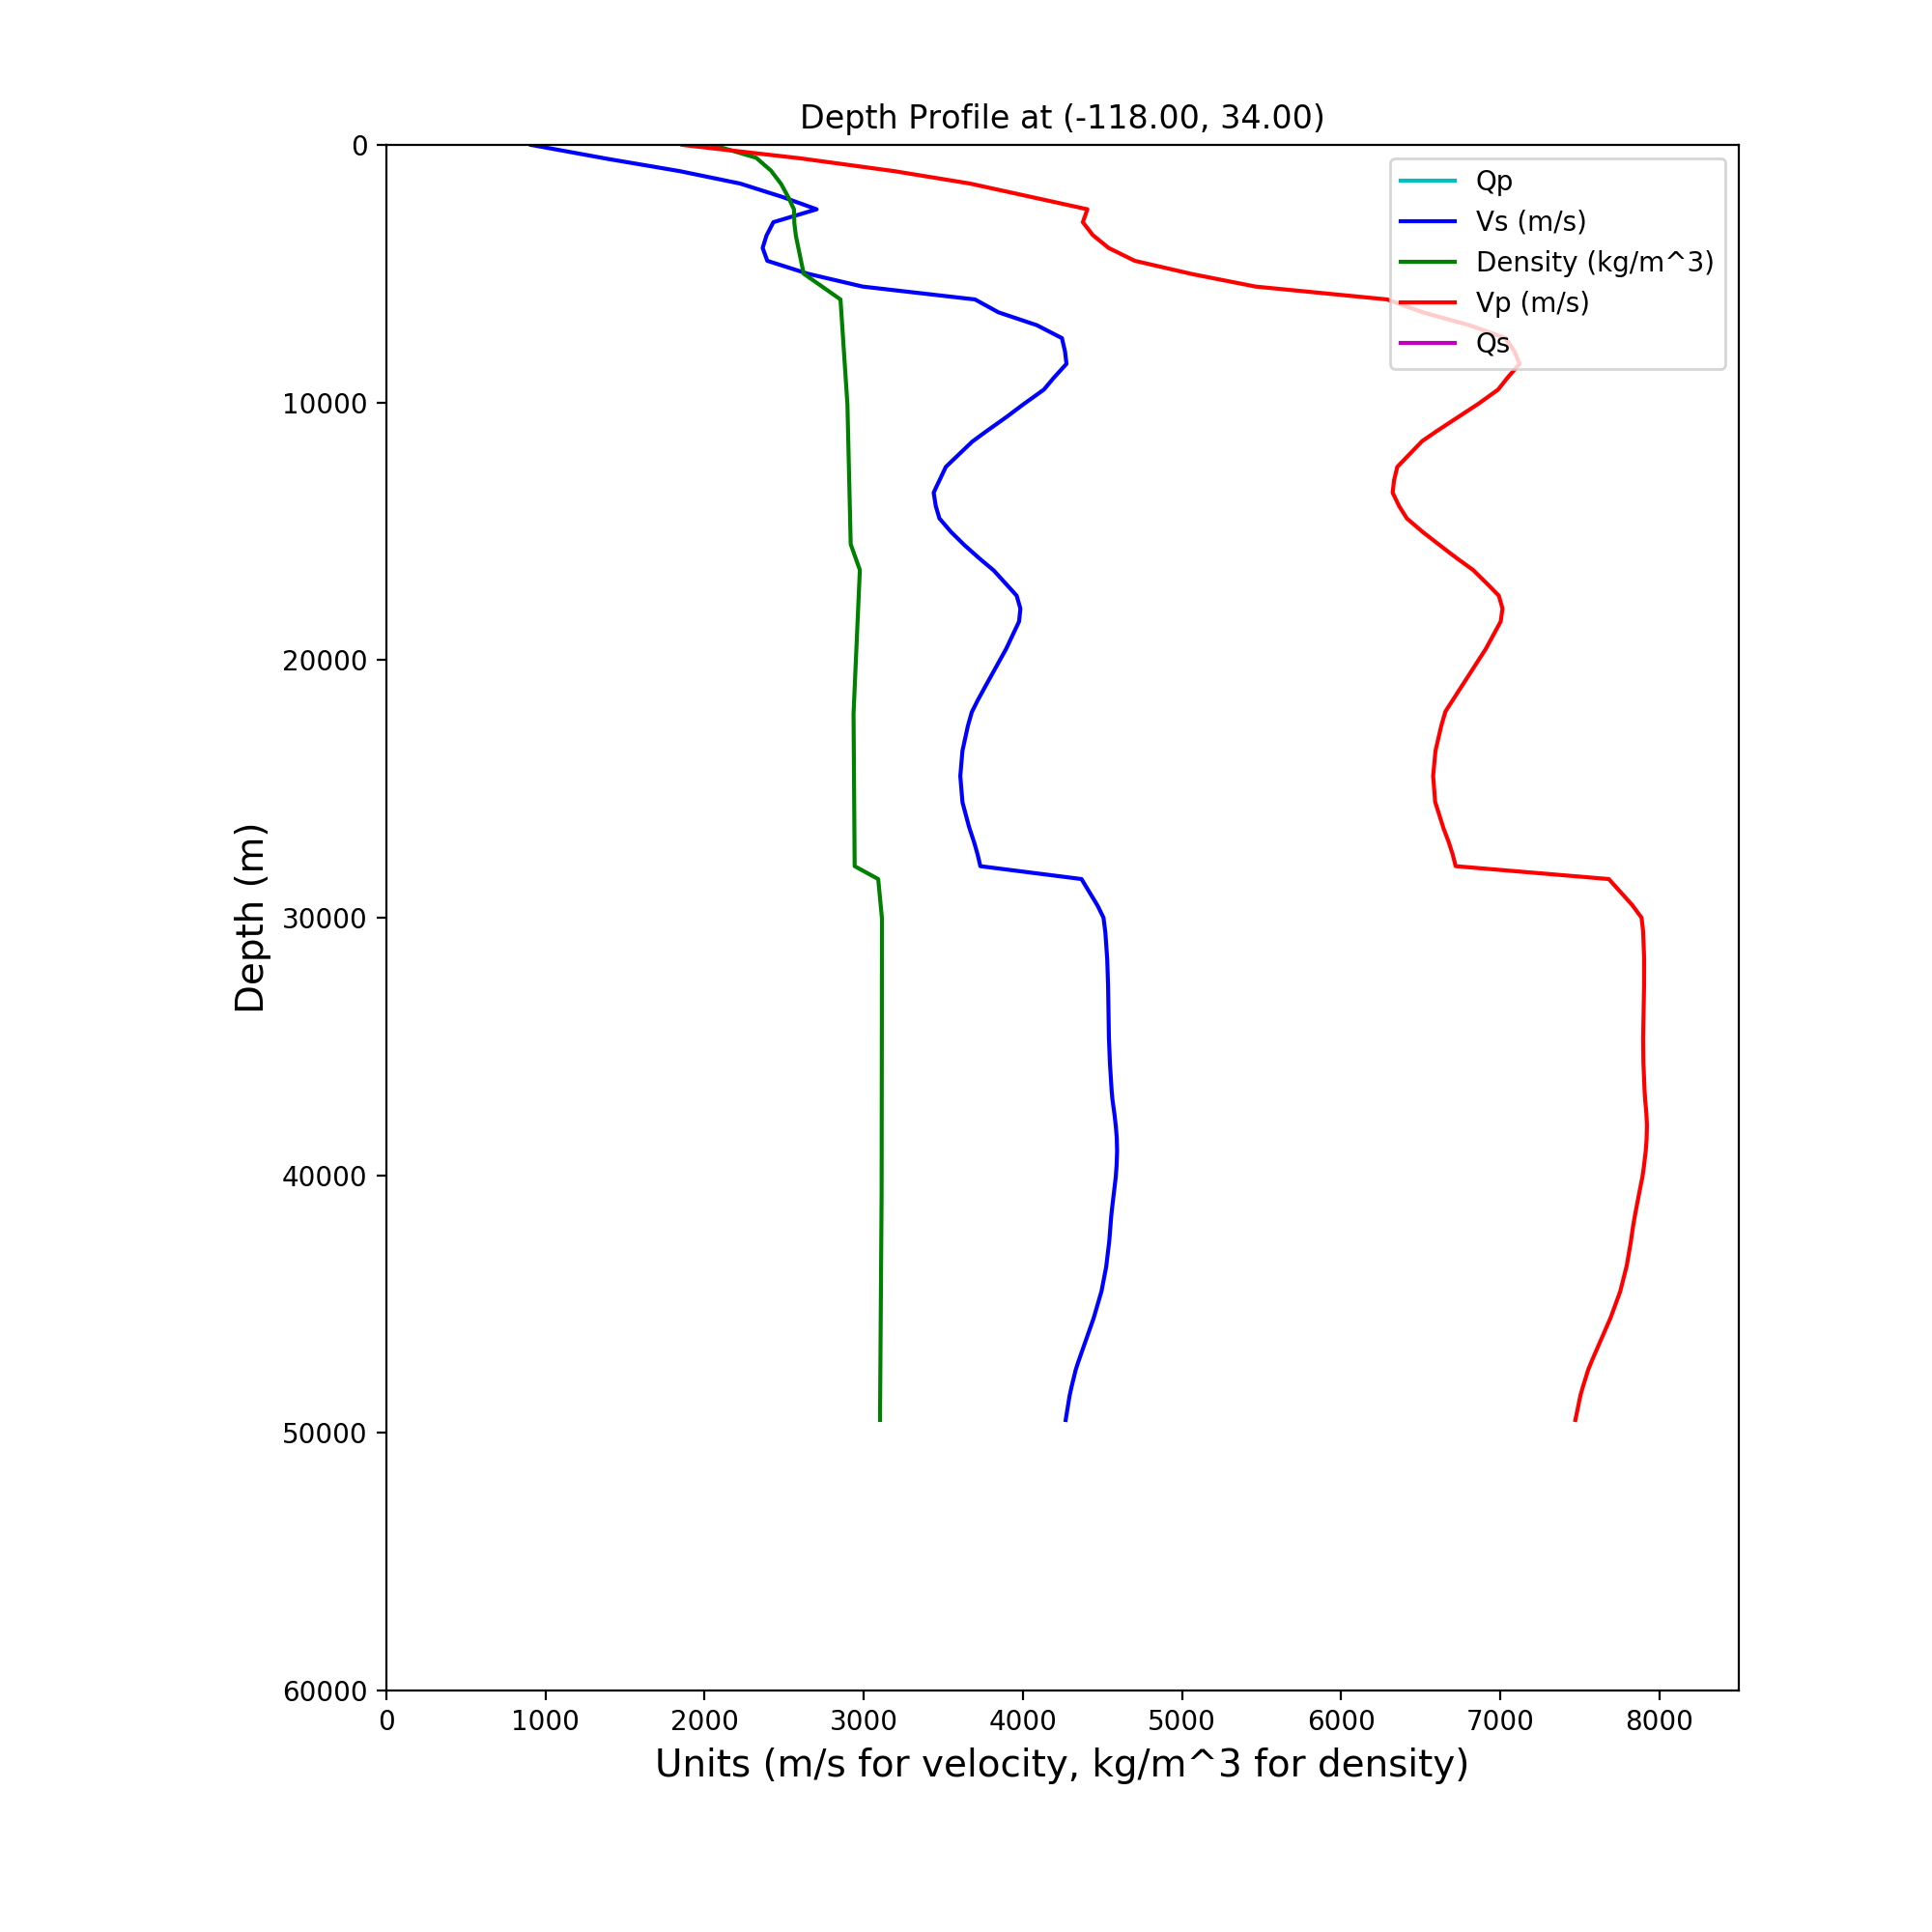 Depth Profile at (-118.00, 34.00)
0
10000
20000
30000
40000
50000
60000
Depth (m)
Qp
Vs (m/s)
Density (kg/m^3)
Vp (m/s)
Qs
0 1000 2000 3000 4000 5000 6000 7000 8000
Units (m/s for velocity, kg/m^3 for density)